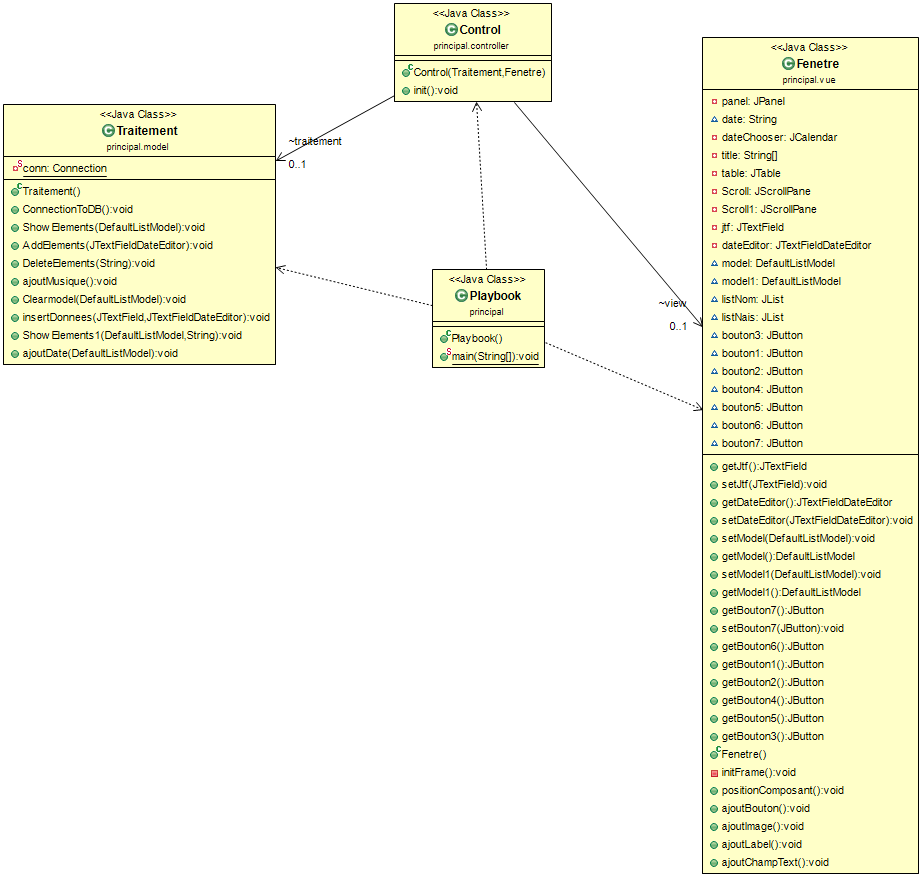 <<Java Class>>
Control
principal.controller
Control(Traitement,Fenetre)
init():void
<<Java Class>>
Traitement
principal.model
conn: Connection
Traitement()
ConnectionToDB():void
ShowElements(DefaultListModel):void
AddElements(JTextFieldDateEditor):void
DeleteElements(String):void
ajoutMusique():void
Clearmodel(DefaultListModel):void
insertDonnees(JTextField,JTextFieldDateEditor):void
ShowElements1(DefaultListModel,String):void
ajoutDate(DefaultListModel):void
~traitement
0..1
<<Java Class>>
Playbook
principal
Playbook()
main(String[]):void
~view
0..1
<<Java Class>>
Fenetre
principal.vue
panel: JPanel
date: String
dateChooser: JCalendar
title: String[]
table: JTable
Scroll: JScrollPane
Scroll1: JScrollPane
jtf: JTextField
dateEditor: JTextFieldDateEditor
model: DefaultListModel
model1: DefaultListModel
listNom: JList
listNais: JList
bouton3: JButton
bouton1: JButton
bouton2: JButton
bouton4: JButton
bouton5: JButton
bouton6: JButton
bouton7: JButton
getJtf():JTextField
setJtf(JTextField):void
getDateEditor():JTextFieldDateEditor
setDateEditor(JTextFieldDateEditor):void
setModel(DefaultListModel):void
getModel():DefaultListModel
setModel1(DefaultListModel):void
getModel1():DefaultListModel
getBouton7():JButton
setBouton7(JButton):void
getBouton6():JButton
getBouton1():JButton
getBouton2():JButton
getBouton4():JButton
getBouton5():JButton
getBouton3():JButton
Fenetre()
initFrame():void
positionComposant():void
ajoutBouton():void
ajoutImage():void
ajoutLabel():void
ajoutChampText():void